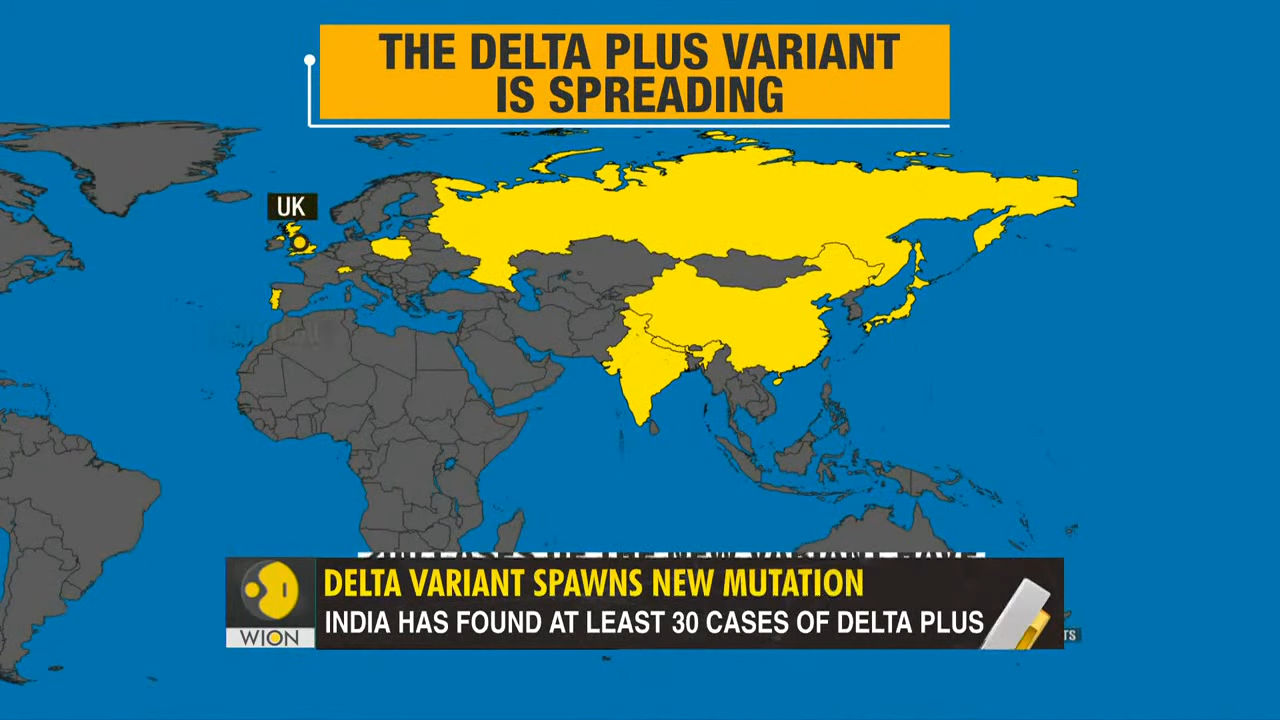 THE DELTA PLUS VARIANT
IS SPREADING
UK
DELTA VARIANT SPAWNS NEW MUTATION
INDIA HAS FOUND AT LEAST 30 CASES OF DELTA PLUS
WION